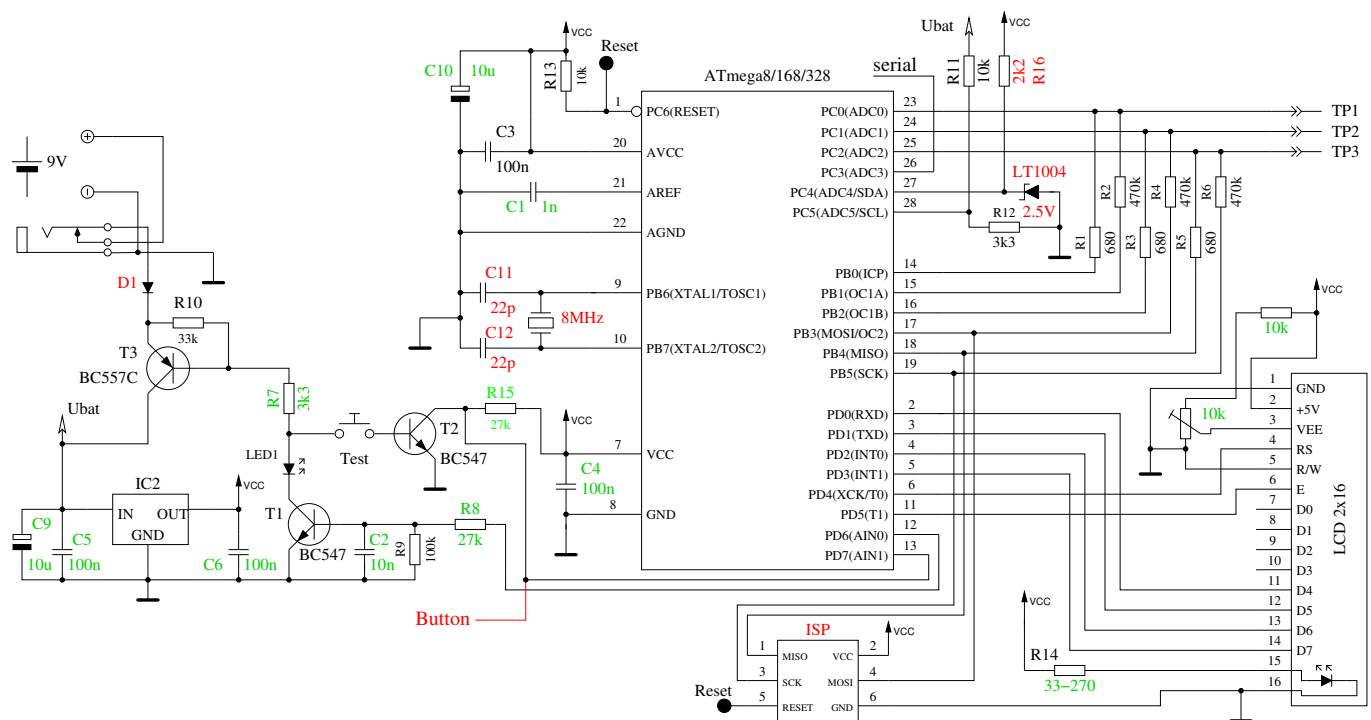 C10 10u
VCC
R13 10k
Reset
Ubat
VCC
R11 10k
2k2 R16
serial
ATmega8/168/328
1 PC6(RESET)
PC0(ADC0) 23
TP1
PC1(ADC1) 24
TP2
C3
100n
20 AVCC
PC2(ADC2) 25
TP3
PC3(ADC3) 26
9V
LT1004
2.5V
21 AREF
C1 1n
PC4(ADC4/SDA) 27
PC5(ADC5/SCL) 28
R2 470k
R4 470k
R6 470k
22 AGND
R12
3k3
R1 680
R3 680
R5 680
D1
C11
22p
9 PB6(XTAL1/TOSC1)
8MHz
C12
22p
10 PB7(XTAL2/TOSC2)
PB0(ICP) 14
PB1(OC1A) 15
PB2(OC1B) 16
PB3(MOSI/OC2) 17
PB4(MISO) 18
PB5(SCK) 19
R10
33k
T3
BC557C
R7 3k3
Ubat
R15
27k
T2
BC547
Test
VCC
7 VCC
C4
100n
8 GND
PD0(RXD) 2
PD1(TXD) 3
PD2(INT0) 4
PD3(INT1) 5
PD4(XCK/T0) 6
PD5(T1) 11
PD6(AIN0) 12
PD7(AIN1) 13
LED1
IC2
IN OUT
GND
VCC
C9
10u
C5
100n
C6 100n
T1
BC547
C2
10n
R9 100k
R8
27k
Button
VCC
10k
10k
1 GND
2 +5V
3 VEE
4 RS
5 R/W
6 E
7 D0
8 D1
9 D2
10 D3
11 D4
12 D5
13 D6
14 D7
15
16
LCD 2x16
VCC
R14
33–270
ISP
VCC
1 MISO VCC 2
3 SCK MOSI 4
5 RESET GND 6
Reset